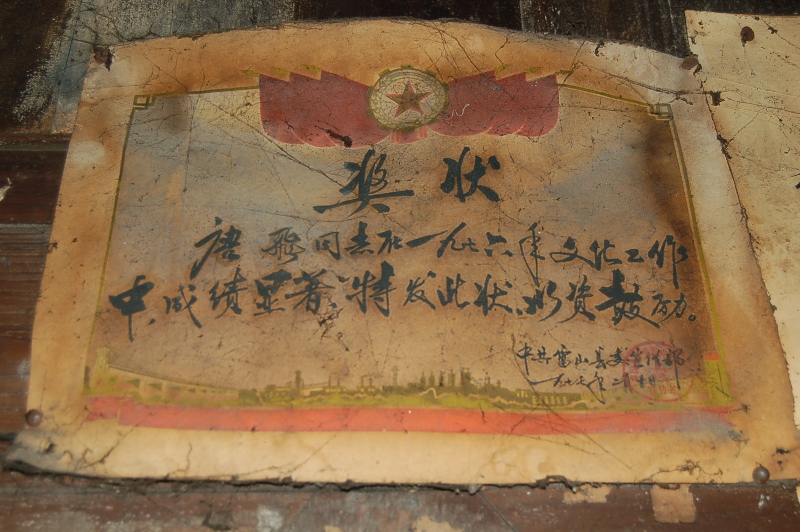 奖状
唐飛同志在一九七六年文化工作
中,成绩显著,特发此状,以资鼓励。
中共雷山县委宣传部
一九七七年二月十日